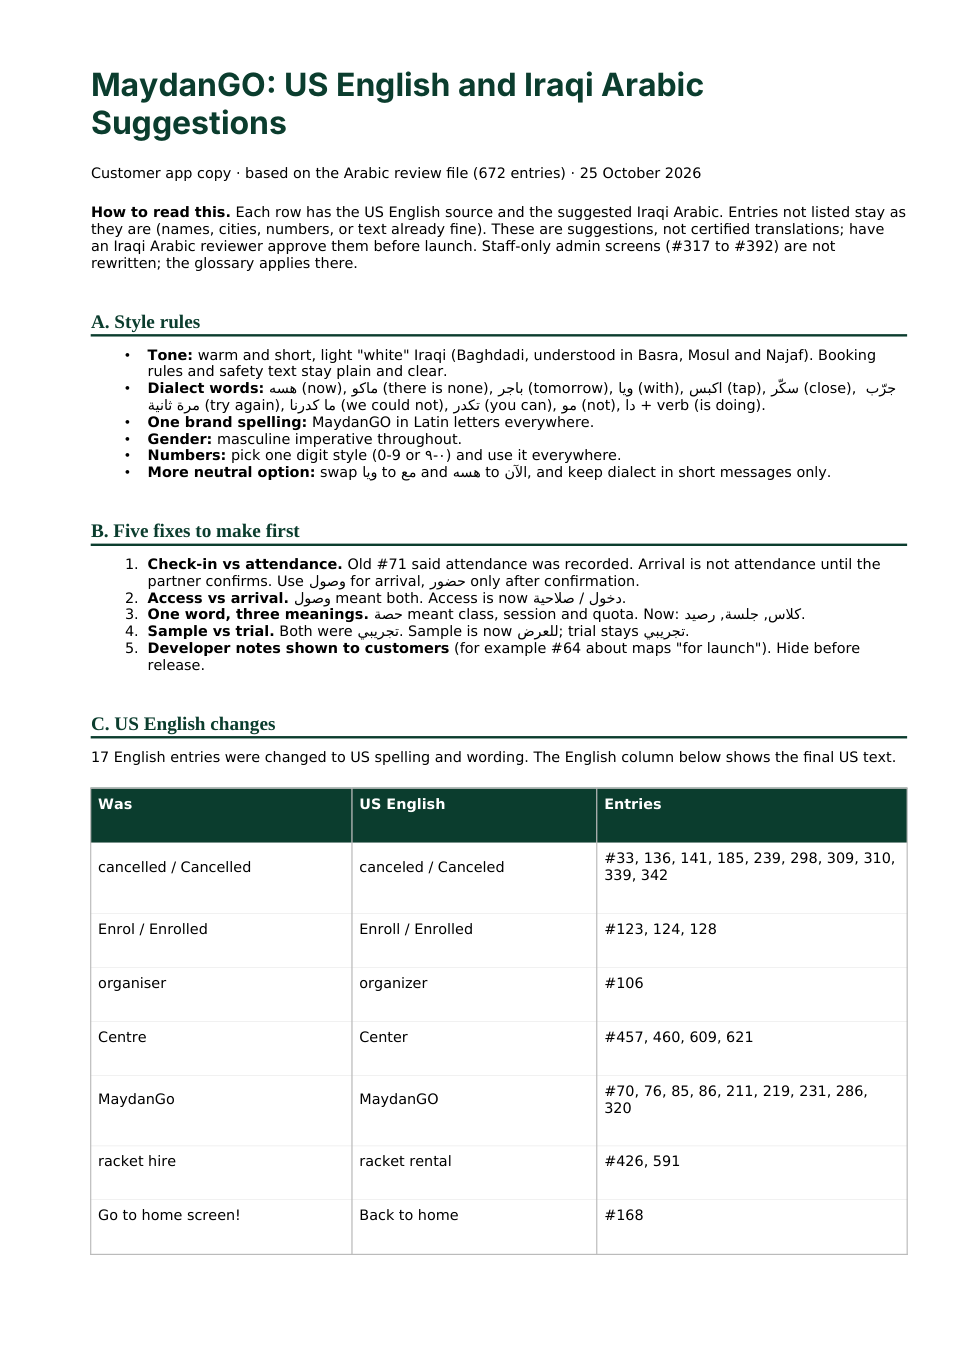 MaydanGO: US English and Iraqi Arabic
Suggestions
Customer app copy · based on the Arabic review file (672 entries) · 25 October 2026
How to read this. Each row has the US English source and the suggested Iraqi Arabic. Entries not listed stay as
they are (names, cities, numbers, or text already fine). These are suggestions, not certified translations; have
an Iraqi Arabic reviewer approve them before launch. Staff-only admin screens (#317 to #392) are not
rewritten; the glossary applies there.
A. Style rules
• Tone: warm and short, light "white" Iraqi (Baghdadi, understood in Basra, Mosul and Najaf). Booking
rules and safety text stay plain and clear.
• Dialect words: هسه (now), ماكو (there is none), باجر (tomorrow), ويا (with), اكبس (tap), سكّر (close), جرّب
مرة ثانية (try again), ما كدرنا (we could not), تكدر (you can), مو (not), دا + verb (is doing).
• One brand spelling: MaydanGO in Latin letters everywhere.
• Gender: masculine imperative throughout.
• Numbers: pick one digit style (0-9 or ٠-٩) and use it everywhere.
• More neutral option: swap ويا to مع and هسه to الآن, and keep dialect in short messages only.
B. Five fixes to make first
1. Check-in vs attendance. Old #71 said attendance was recorded. Arrival is not attendance until the
partner confirms. Use وصول for arrival, حضور only after confirmation.
2. Access vs arrival. وصول meant both. Access is now دخول / صلاحية.
3. One word, three meanings. حصة meant class, session and quota. Now: كلاس, جلسة, رصيد.
4. Sample vs trial. Both were تجريبي. Sample is now للعرض; trial stays تجريبي.
5. Developer notes shown to customers (for example #64 about maps "for launch"). Hide before
release.
C. US English changes
17 English entries were changed to US spelling and wording. The English column below shows the final US text.
Was US English Entries
cancelled / Cancelled canceled / Canceled #33, 136, 141, 185, 239, 298, 309, 310,
339, 342
Enrol / Enrolled Enroll / Enrolled #123, 124, 128
organiser organizer #106
Centre Center #457, 460, 609, 621
MaydanGo MaydanGO #70, 76, 85, 86, 211, 219, 231, 286,
320
racket hire racket rental #426, 591
Go to home screen! Back to home #168